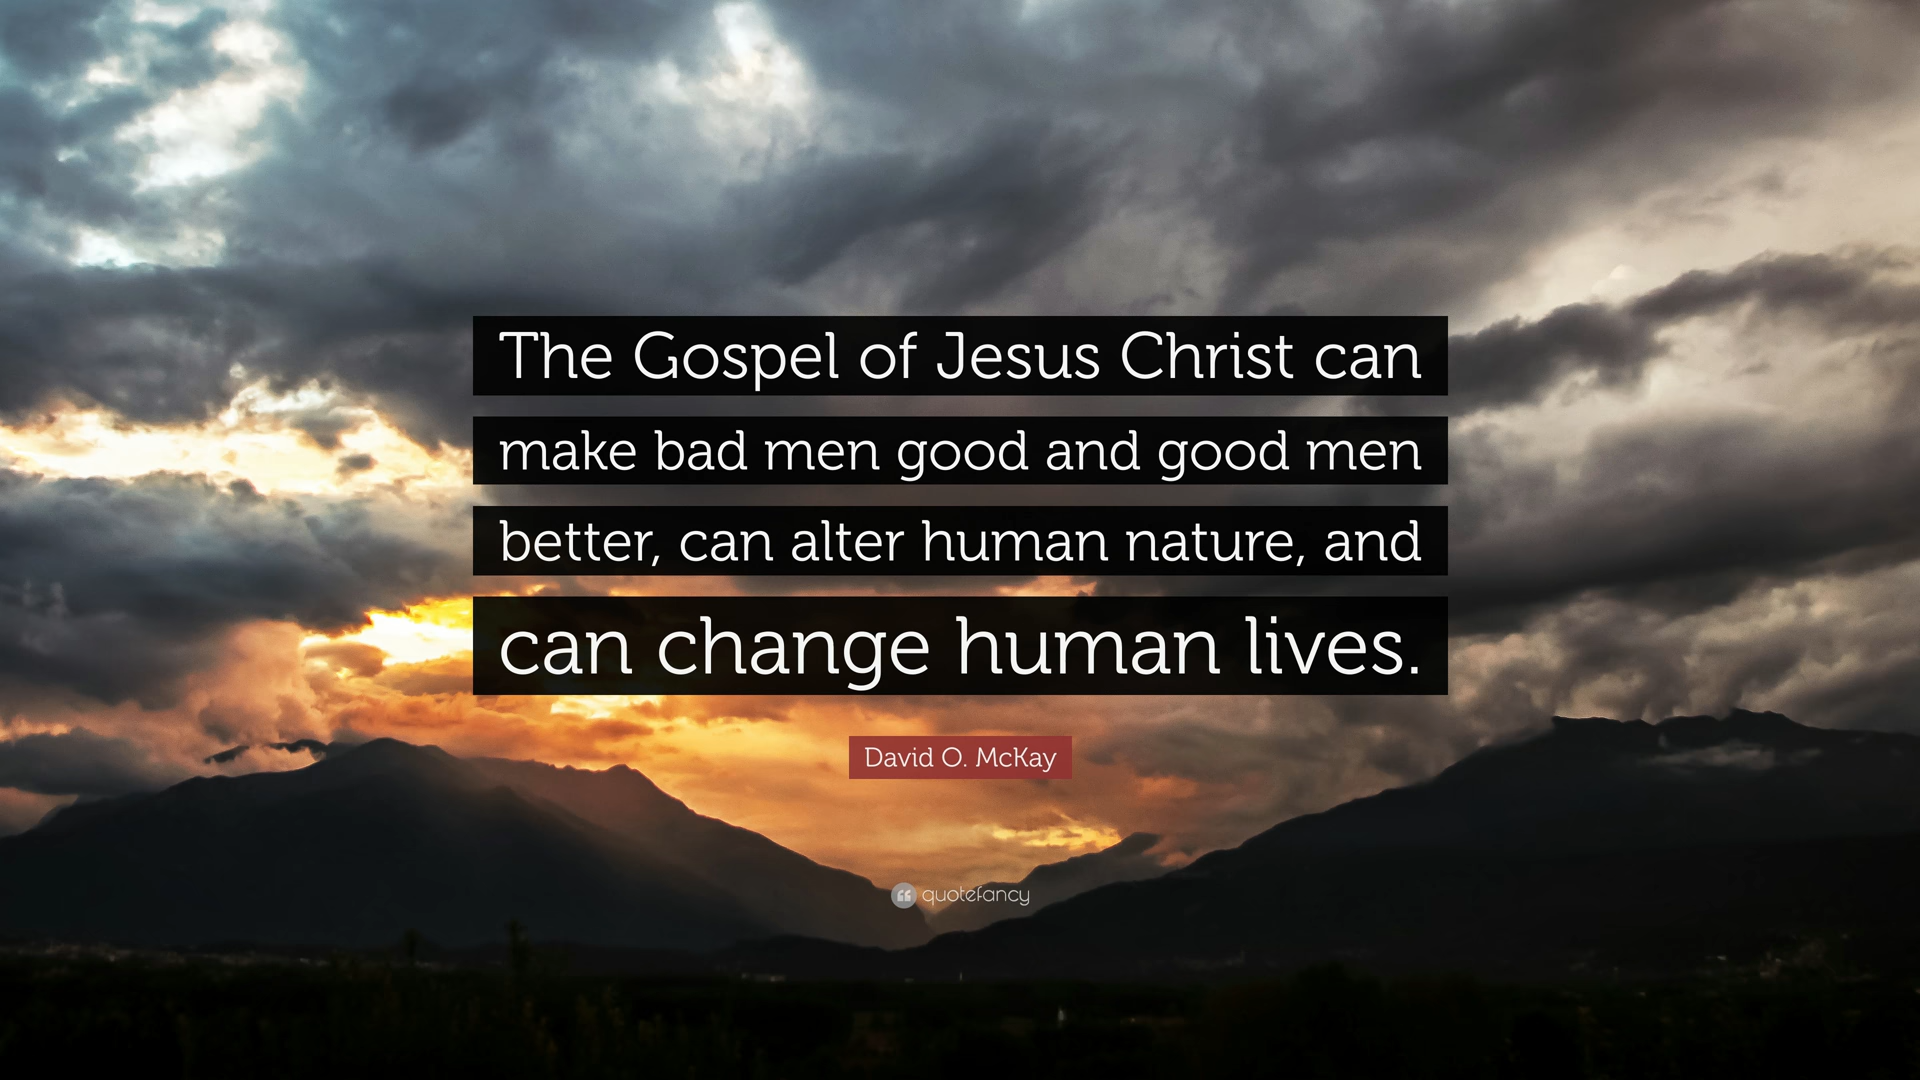 The Gospel of Jesus Christ can
make bad men good and good men
better, can alter human nature, and
can change human lives.
David O. McKay
quotefancy